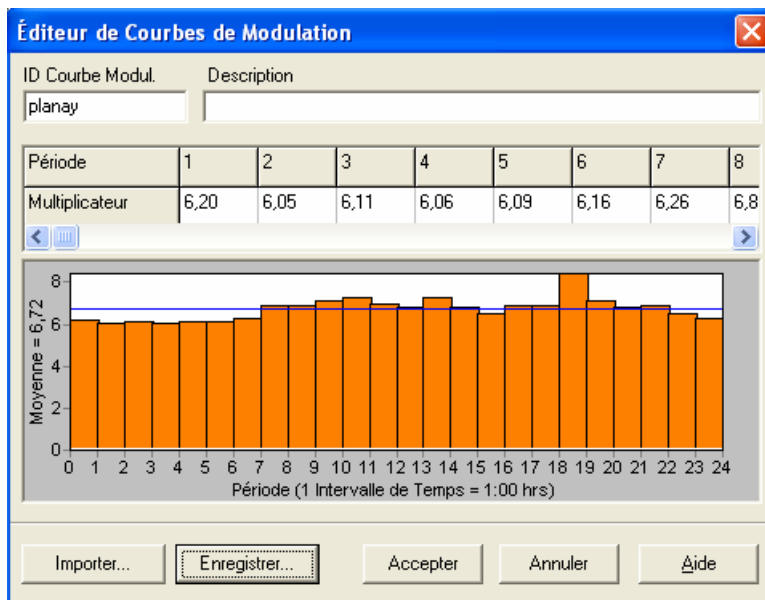 Éditeur de Courbes de Modulation
ID Courbe Modul. Description
planay
Période 1 2 3 4 5 6 7 8
Multiplicateur 6,20 6,05 6,11 6,06 6,09 6,16 6,26 6,8
Moyenne = 6,72
8
6
4
2
0
0 1 2 3 4 5 6 7 8 9 10 11 12 13 14 15 16 17 18 19 20 21 22 23 24
Période (1 Intervalle de Temps = 1:00 hrs)
Importer... Enregistrer... Accepter Annuler Aide